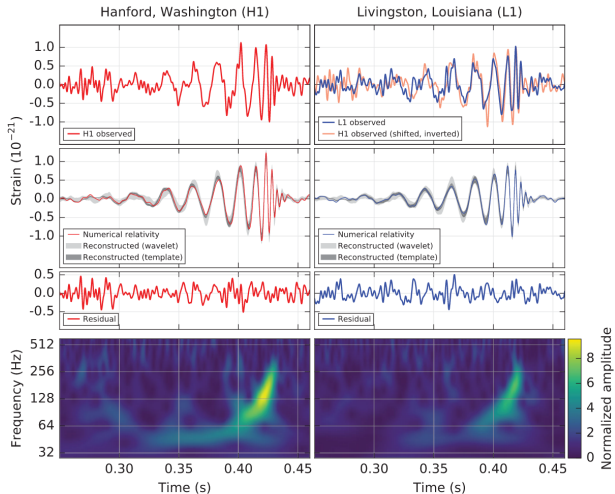 Hanford, Washington (H1)
Livingston, Louisiana (L1)
1.0
0.5
0.0
-0.5
-1.0
H1 observed
L1 observed
H1 observed (shifted, inverted)
Strain (10⁻²¹)
1.0
0.5
0.0
-0.5
-1.0
Numerical relativity
Reconstructed (wavelet)
Reconstructed (template)
Numerical relativity
Reconstructed (wavelet)
Reconstructed (template)
0.5
0.0
-0.5
Residual
Residual
Frequency (Hz)
512
256
128
64
32
0.30
0.35
0.40
0.45
Time (s)
0.30
0.35
0.40
0.45
Time (s)
8
6
4
2
0
Normalized amplitude